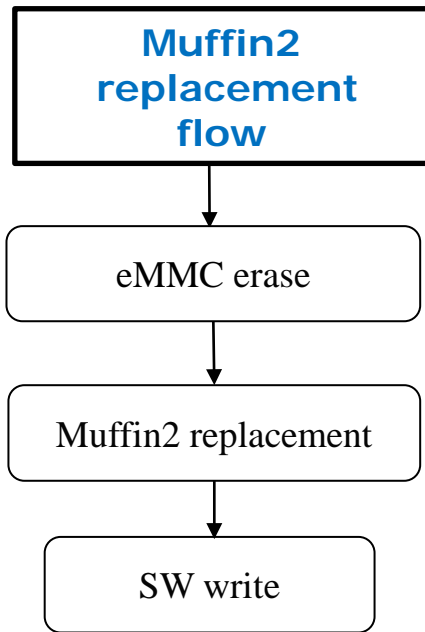 Muffin2
replacement
flow
eMMC erase
Muffin2 replacement
SW write